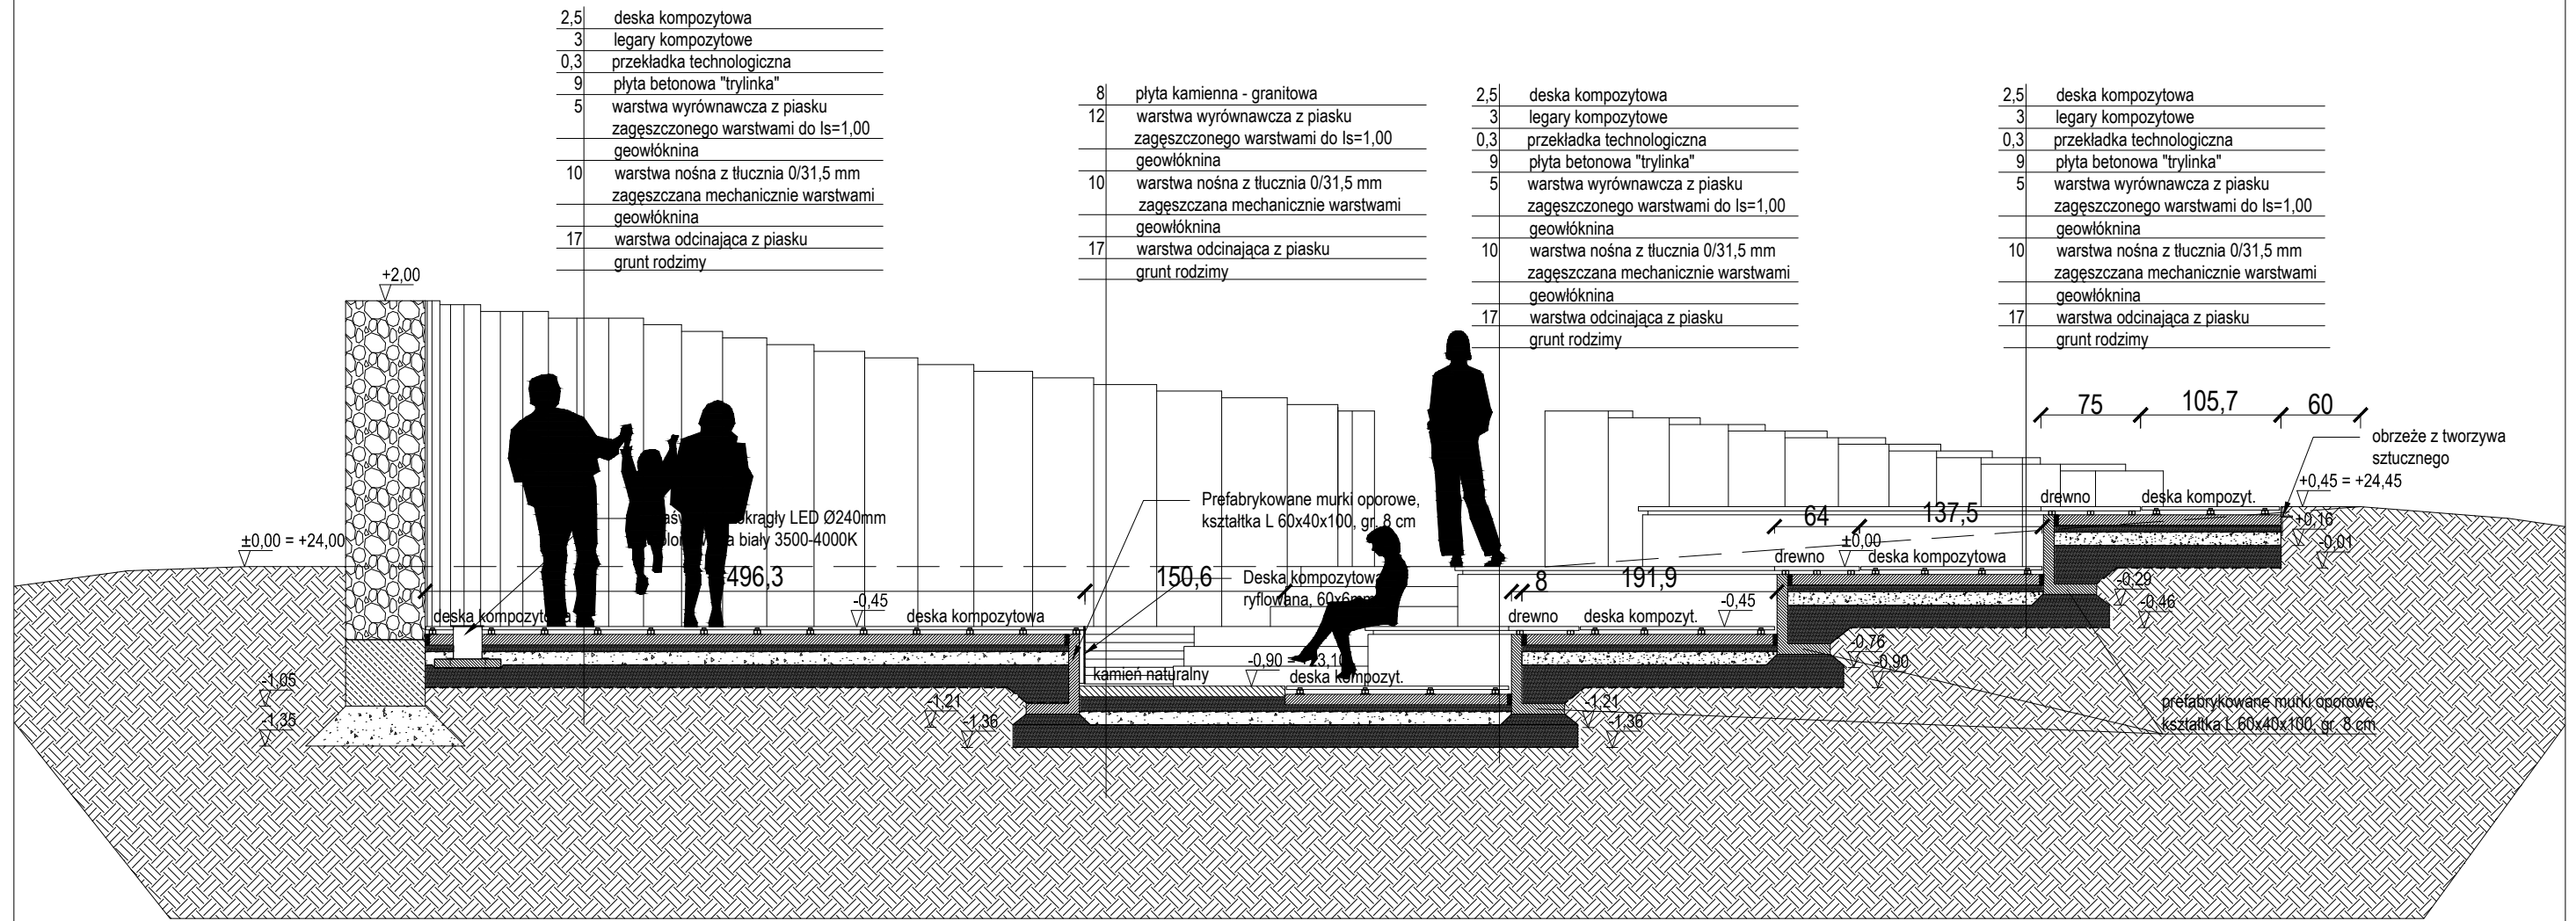 2,5 deska kompozytowa
3 legary kompozytowe
0,3 przekładka technologiczna
9 płyta betonowa "trylinka"
5 warstwa wyrównawcza z piasku
zagęszczonego warstwami do Is=1,00
geowłóknina
10 warstwa nośna z tłucznia 0/31,5 mm
zagęszczana mechanicznie warstwami
geowłóknina
17 warstwa odcinająca z piasku
grunt rodzimy
8 płyta kamienna - granitowa
12 warstwa wyrównawcza z piasku
zagęszczonego warstwami do Is=1,00
geowłóknina
10 warstwa nośna z tłucznia 0/31,5 mm
zagęszczana mechanicznie warstwami
geowłóknina
17 warstwa odcinająca z piasku
grunt rodzimy
2,5 deska kompozytowa
3 legary kompozytowe
0,3 przekładka technologiczna
9 płyta betonowa "trylinka"
5 warstwa wyrównawcza z piasku
zagęszczonego warstwami do Is=1,00
geowłóknina
10 warstwa nośna z tłucznia 0/31,5 mm
zagęszczana mechanicznie warstwami
geowłóknina
17 warstwa odcinająca z piasku
grunt rodzimy
2,5 deska kompozytowa
3 legary kompozytowe
0,3 przekładka technologiczna
9 płyta betonowa "trylinka"
5 warstwa wyrównawcza z piasku
zagęszczonego warstwami do Is=1,00
geowłóknina
10 warstwa nośna z tłucznia 0/31,5 mm
zagęszczana mechanicznie warstwami
geowłóknina
17 warstwa odcinająca z piasku
grunt rodzimy
+2,00
75 105,7 60
obrzeże z tworzywa
sztucznego
+0,45 = +24,45
drewno deska kompozyt.
+0,16
-0,01
64 137,5
±0,00
drewno deska kompozytowa
-0,29
-0,46
Prefabrykowane murki oporowe,
kształtka L 60x40x100, gr. 8 cm
LED Ø240mm
biały 3500-4000K
±0,00 = +24,00
496,3
150,6
Deska kompozytowa
ryflowana,
8 191,9
deska kompozytowa
-0,45
deska kompozytowa
drewno deska kompozyt.
-0,45
-0,76
-0,90
kamień naturalny
-0,90 =
deska kompozyt.
-1,05
-1,35
-1,21
-1,36
-1,21
-1,36
prefabrykowane murki oporowe,
kształtka L 60x40x100, gr. 8 cm